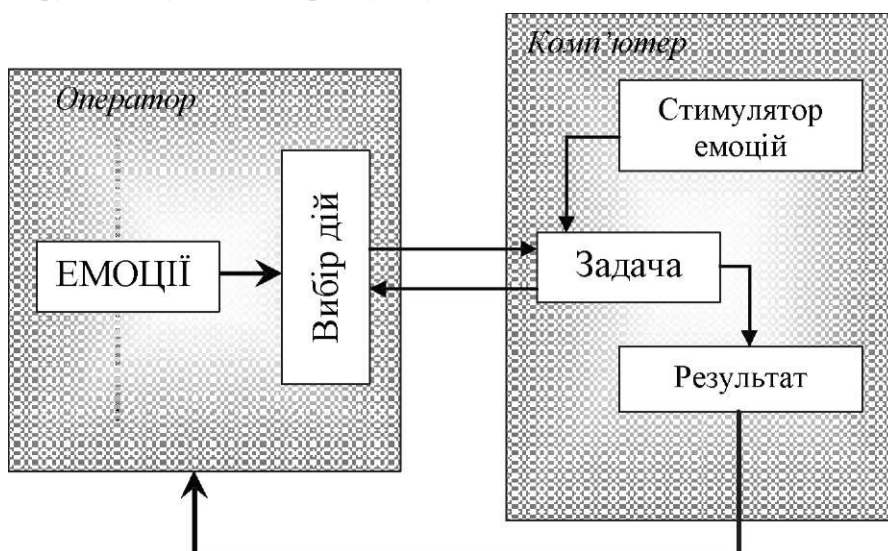 Комп’ютер
Оператор
Стимулятор
емоцій
Вибір дій
ЕМОЦІЇ
Задача
Результат